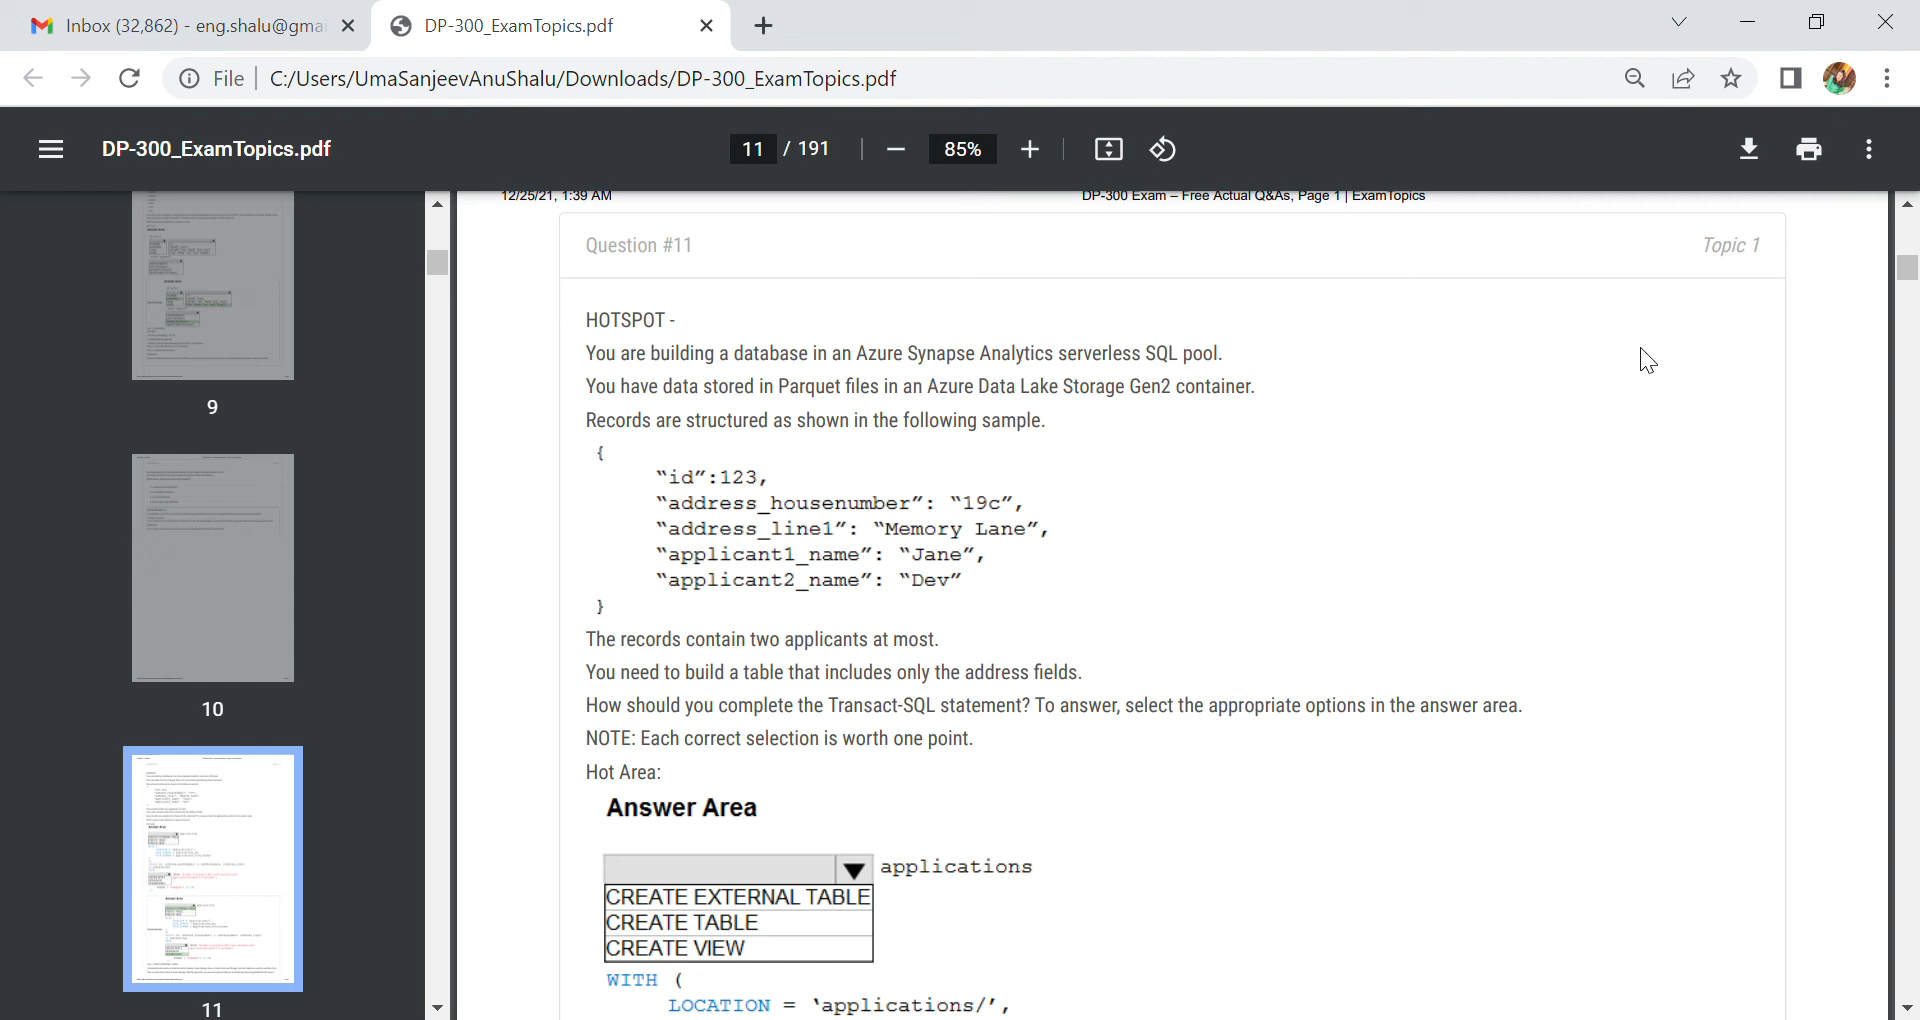 Inbox (32,862) - eng.shalu@gmai
DP-300_ExamTopics.pdf
File
C:/Users/UmaSanjeevAnuShalu/Downloads/DP-300_ExamTopics.pdf
DP-300_ExamTopics.pdf
11 / 191
85%
12/25/21, 1:39 AM
DP-300 Exam – Free Actual Q&As, Page 1 | ExamTopics
Question #11
Topic 1
HOTSPOT -
You are building a database in an Azure Synapse Analytics serverless SQL pool.
You have data stored in Parquet files in an Azure Data Lake Storage Gen2 container.
Records are structured as shown in the following sample.
{
“id”:123,
“address_housenumber”: “19c”,
“address_line1”: “Memory Lane”,
“applicant1_name”: “Jane”,
“applicant2_name”: “Dev”
}
The records contain two applicants at most.
You need to build a table that includes only the address fields.
How should you complete the Transact-SQL statement? To answer, select the appropriate options in the answer area.
NOTE: Each correct selection is worth one point.
Hot Area:
Answer Area
applications
CREATE EXTERNAL TABLE
CREATE TABLE
CREATE VIEW
WITH (
LOCATION = ‘applications/’,
9
10
11